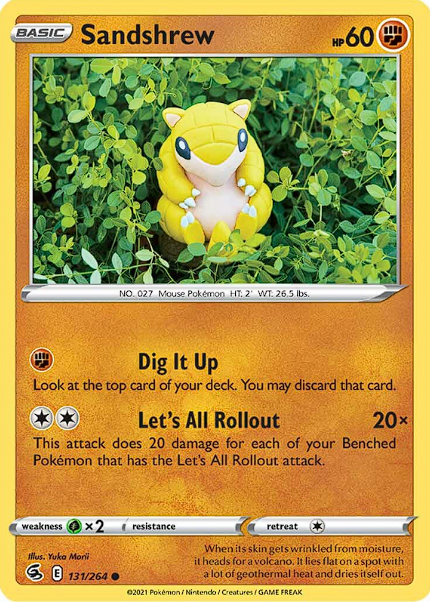 BASIC Sandshrew HP60
NO. 027 Mouse Pokémon HT: 2' WT: 26.5 lbs.
Dig It Up
Look at the top card of your deck. You may discard that card.
Let's All Rollout 20×
This attack does 20 damage for each of your Benched
Pokémon that has the Let's All Rollout attack.
weakness ×2 resistance retreat
Illus. Yuka Morii
When its skin gets wrinkled from moisture,
it heads for a volcano. It lies flat on a spot with
a lot of geothermal heat and dries itself out.
E 131/264
©2021 Pokémon / Nintendo / Creatures / GAME FREAK